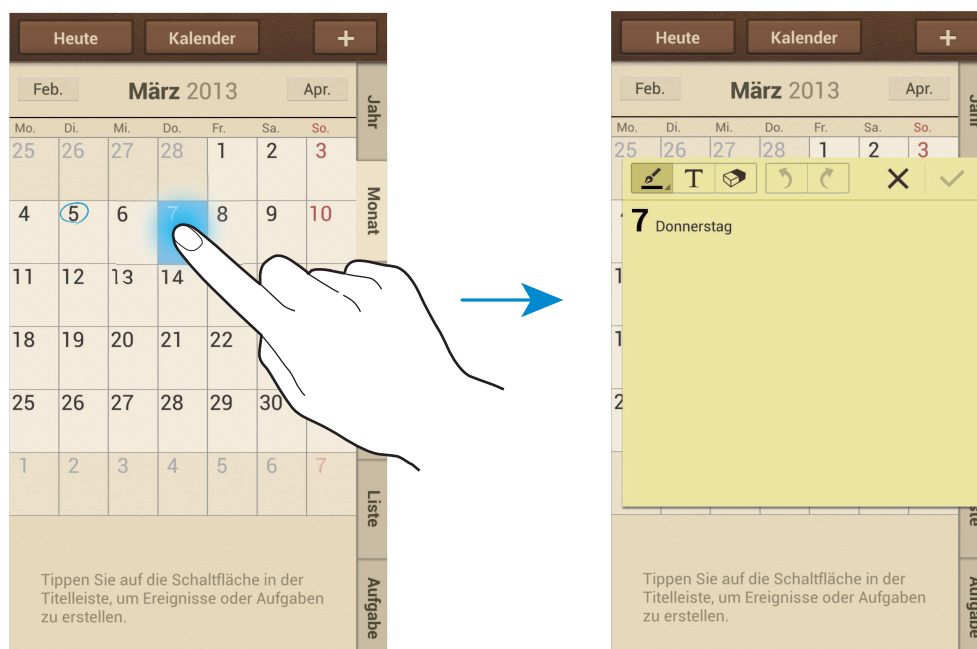 Heute Kalender +
Feb. März 2013 Apr.
Mo. Di. Mi. Do. Fr. Sa. So.
25 26 27 28 1 2 3
4 5 6 7 8 9 10
11 12 13 14
18 19 20 21 22
25 26 27 28 29 30
1 2 3 4 5 6 7
Jahr
Monat
Liste
Aufgabe
Tippen Sie auf die Schaltfläche in der
Titelleiste, um Ereignisse oder Aufgaben
zu erstellen.
Heute Kalender +
Feb. März 2013 Apr.
Mo. Di. Mi. Do. Fr. Sa. So.
25 26 27 28 1 2 3
T
7 Donnerstag
Jahr
Aufgabe
Tippen Sie auf die Schaltfläche in der
Titelleiste, um Ereignisse oder Aufgaben
zu erstellen.